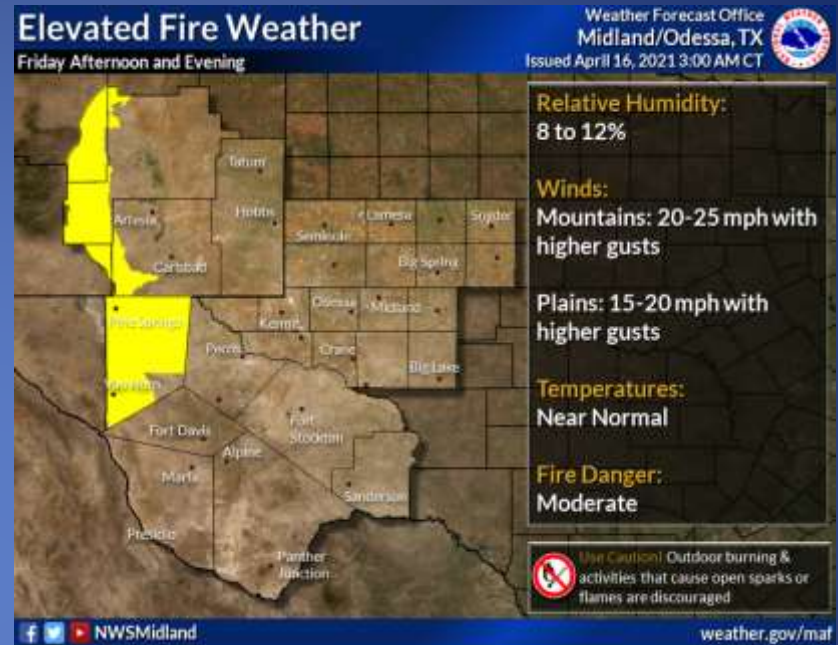 Elevated Fire Weather
Friday Afternoon and Evening
Weather Forecast Office
Midland/Odessa, TX
Issued April 16, 2021 3:00 AM CT
Tatum
Artesia
Hobbs
Lamesa
Snyder
Seminole
Carlsbad
Big Spring
Pine Springs
Kermit
Odessa
Midland
Pecos
Crane
Big Lake
Van Horn
Fort Davis
Fort
Stockton
Alpine
Marfa
Sanderson
Presidio
Panther
Junction
Relative Humidity:
8 to 12%
Winds:
Mountains: 20-25 mph with
higher gusts
Plains: 15-20 mph with
higher gusts
Temperatures:
Near Normal
Fire Danger:
Moderate
Use Caution! Outdoor burning &
activities that cause open sparks or
flames are discouraged
NWSMidland
weather.gov/maf